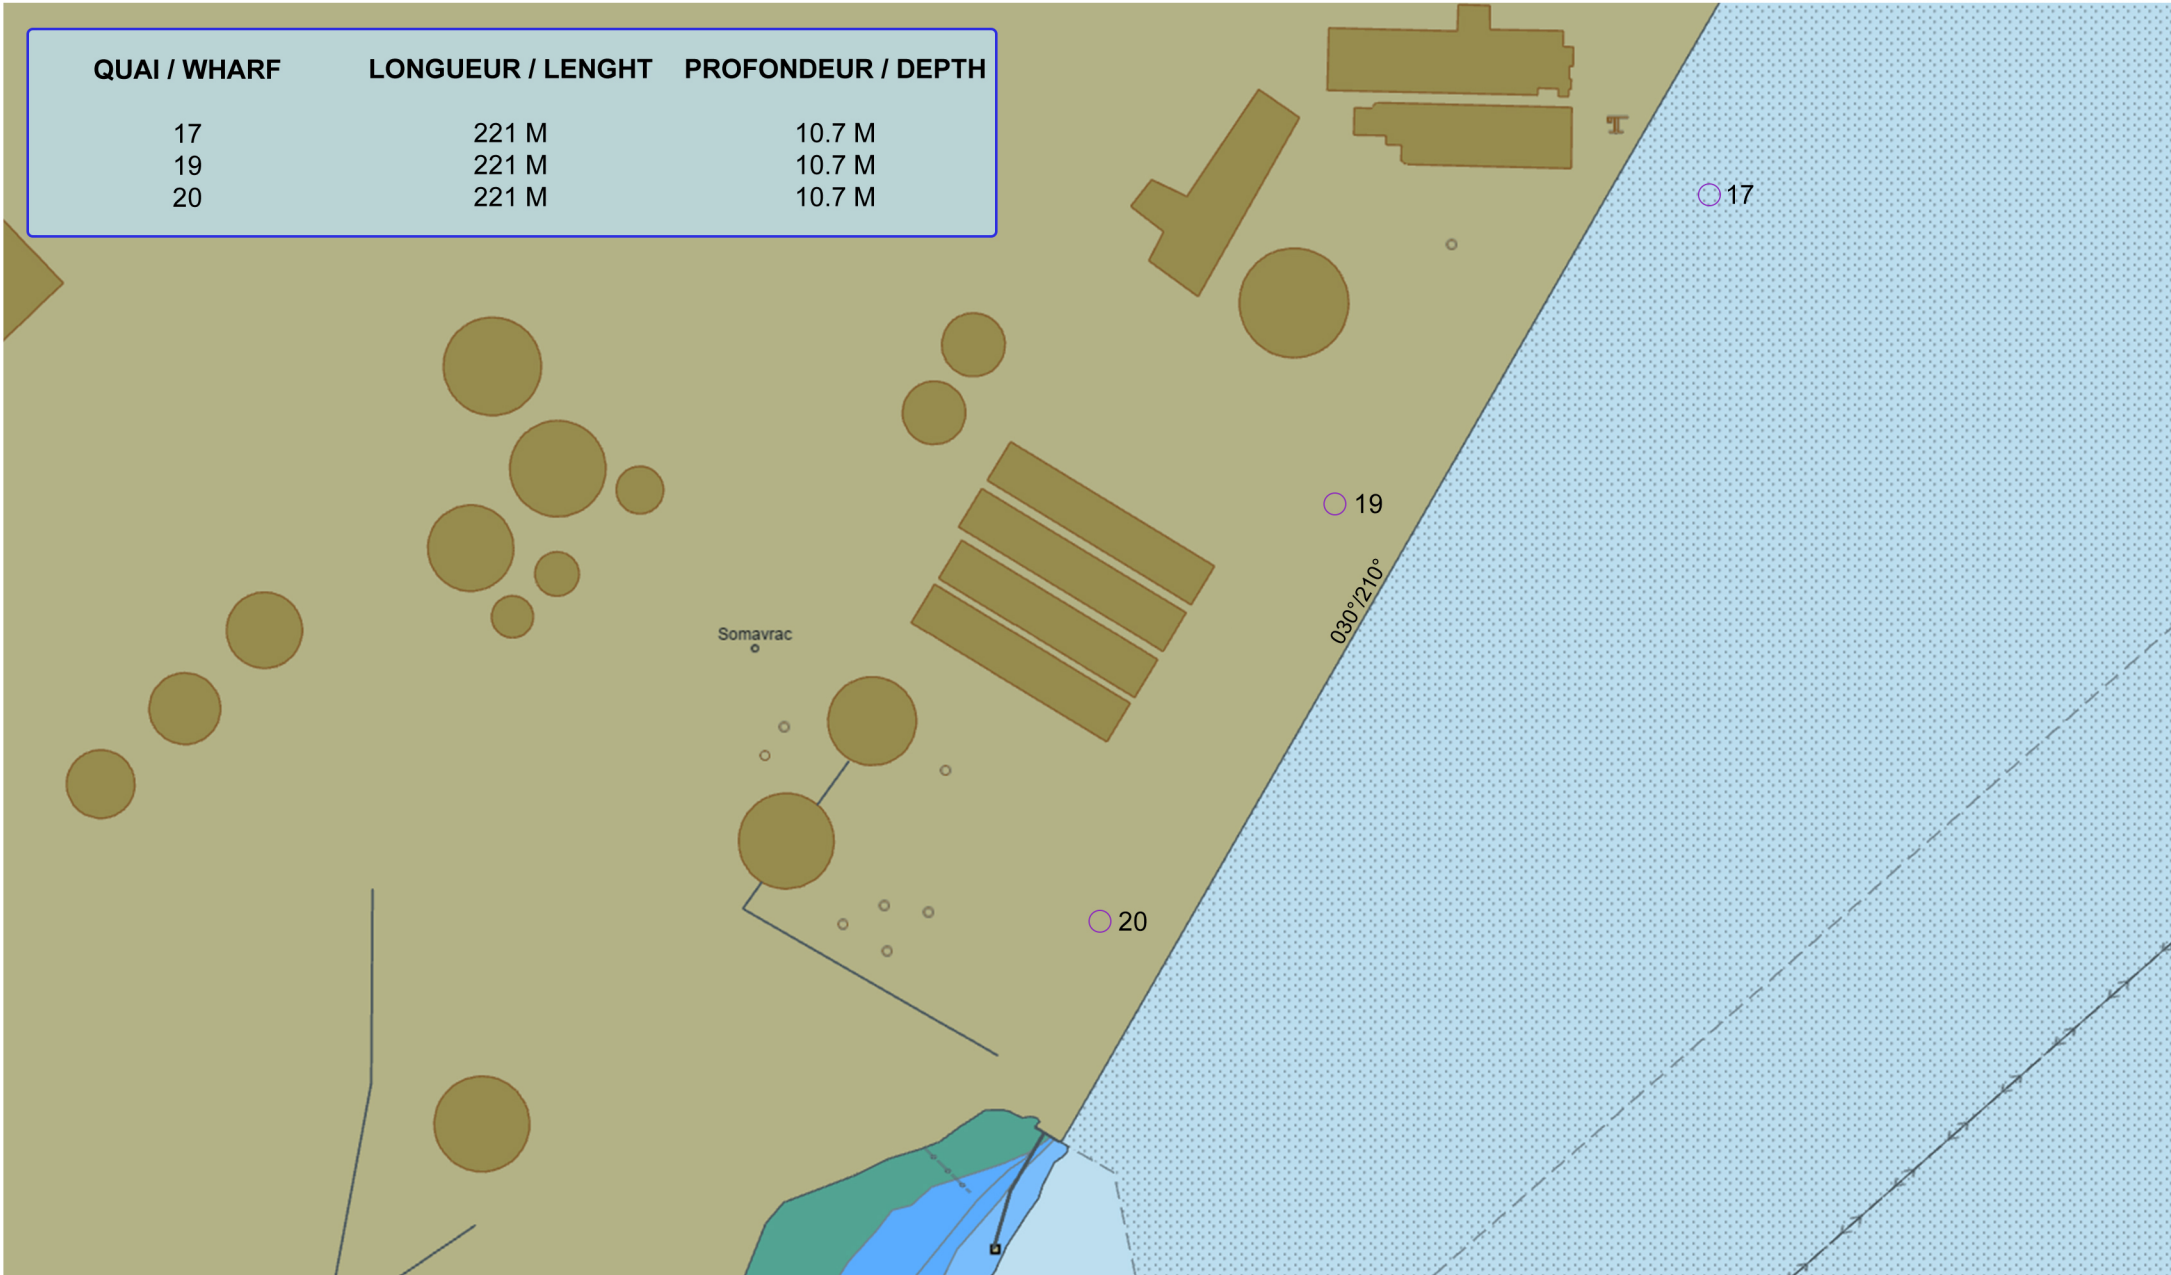 QUAI / WHARF LONGUEUR / LENGHT PROFONDEUR / DEPTH
17 221 M 10.7 M
19 221 M 10.7 M
20 221 M 10.7 M
17
19
030°/210°
Somavrac
20